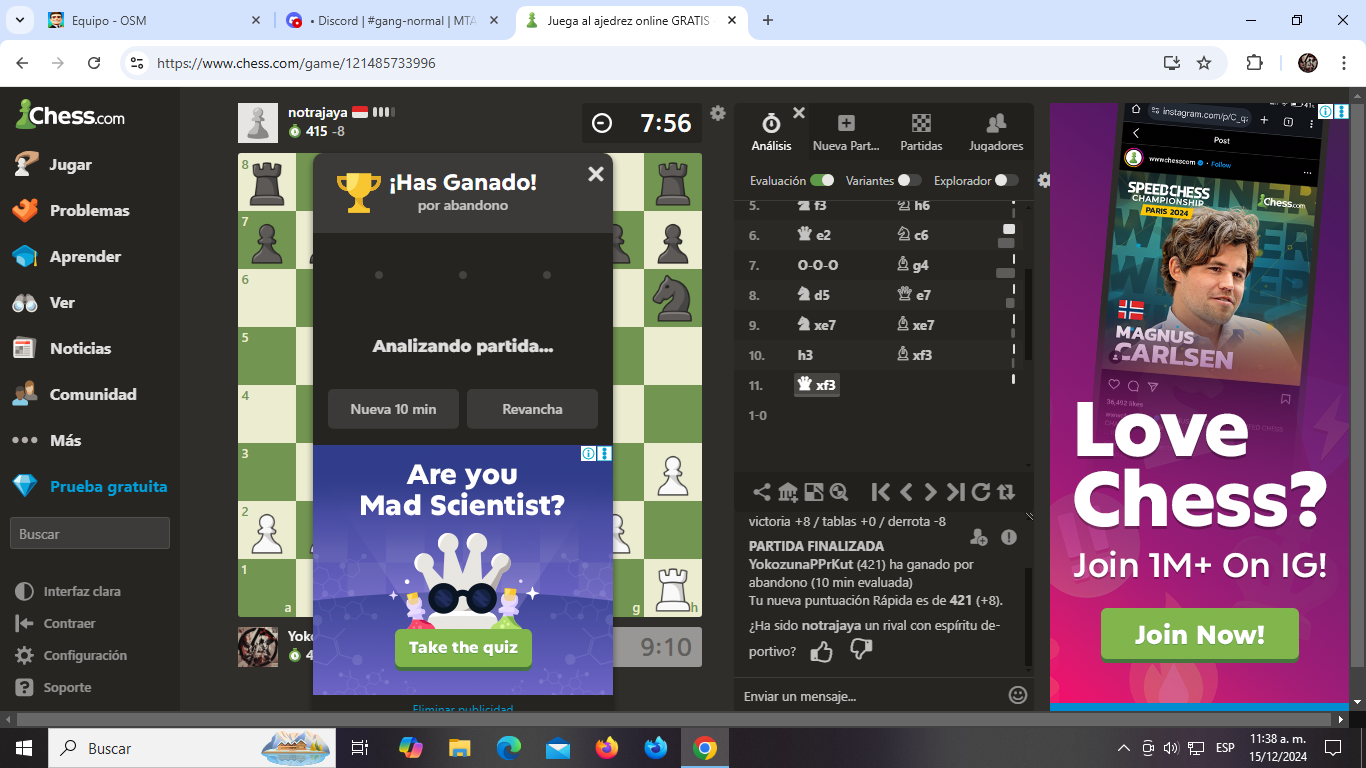 Equipo - OSM
• Discord | #gang-normal | MTA
Juega al ajedrez online GRATIS
https://www.chess.com/game/121485733996
Chess.com
Jugar
Problemas
Aprender
Ver
Noticias
Comunidad
Más
Prueba gratuita
Buscar
Interfaz clara
Contraer
Configuración
Soporte
notrajaya
415 -8
7:56
8
7
6
5
4
3
2
1
a
g
h
¡Has Ganado!
por abandono
Analizando partida...
Nueva 10 min
Revancha
Are you
Mad Scientist?
Take the quiz
Eliminar publicidad
9:10
Análisis
Nueva Part...
Partidas
Jugadores
Evaluación
Variantes
Explorador
5. f3 h6
6. e2 c6
7. O-O-O g4
8. d5 e7
9. xe7 xe7
10. h3 xf3
11. xf3
1-0
victoria +8 / tablas +0 / derrota -8
PARTIDA FINALIZADA
YokozunaPPrKut (421) ha ganado por
abandono (10 min evaluada)
Tu nueva puntuación Rápida es de 421 (+8).
¿Ha sido notrajaya un rival con espíritu de-
portivo?
Enviar un mensaje...
instagram.com/p/C_q
Post
wwwchesscom • Follow
SPEED CHESS
CHAMPIONSHIP
PARIS 2024
Chess.com
WINNER
MAGNUS
CARLSEN
36,492 likes
Love
Chess?
Join 1M+ On IG!
Join Now!
Buscar
ESP
11:38 a. m.
15/12/2024